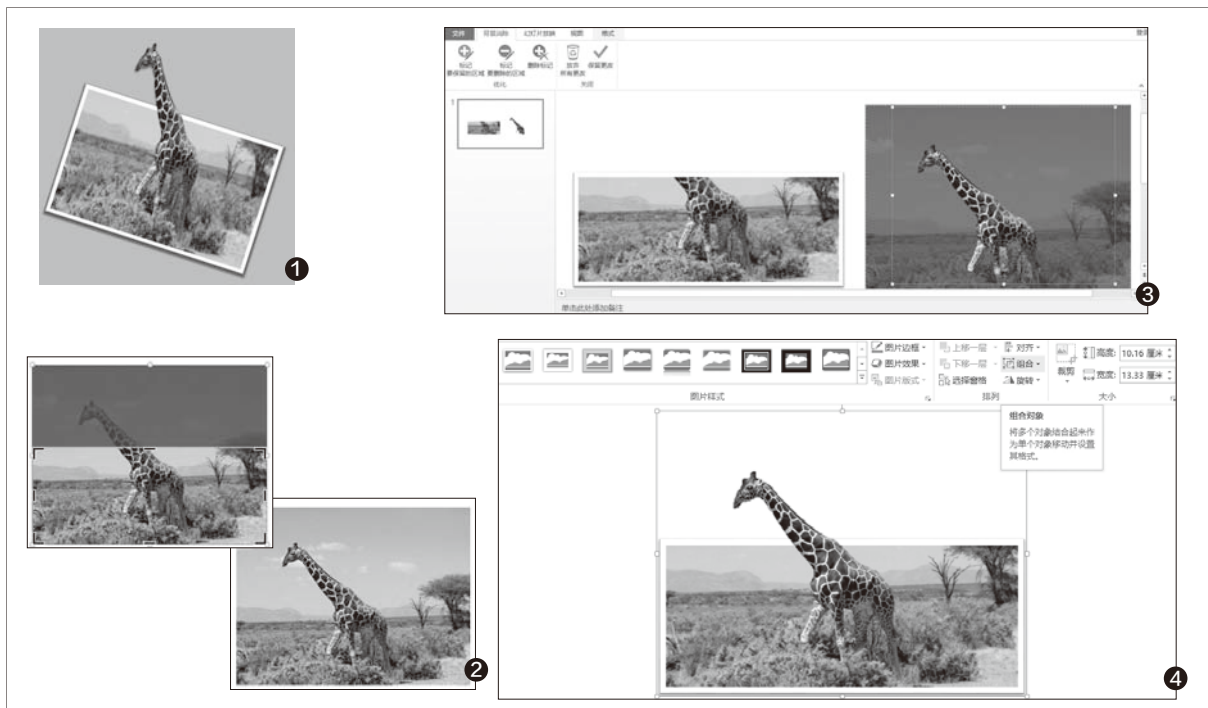 ❶
文件 背景消除 幻灯片放映 视图 格式 登录
标记 标记 删除标记 放弃 保留更改
要保留的区域 要删除的区域 所有更改
优化 关闭
1
单击此处添加备注
❸
❷
图片边框 上移一层 对齐 高度: 10.16 厘米
图片效果 下移一层 组合 裁剪 宽度: 13.33 厘米
图片版式 选择窗格 旋转
图片样式 排列 大小
组合对象
将多个对象结合起来作
为单个对象移动并设置
其格式。
❹